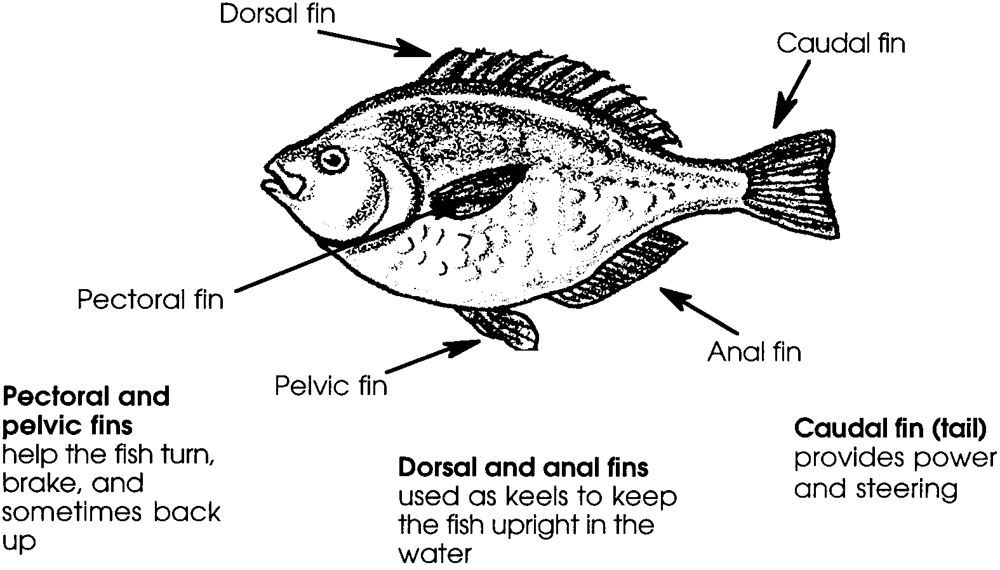 Dorsal fin
Caudal fin
Pectoral fin
Anal fin
Pelvic fin
Pectoral and
pelvic fins
help the fish turn,
brake, and
sometimes back
up
Dorsal and anal fins
used as keels to keep
the fish upright in the
water
Caudal fin (tail)
provides power
and steering